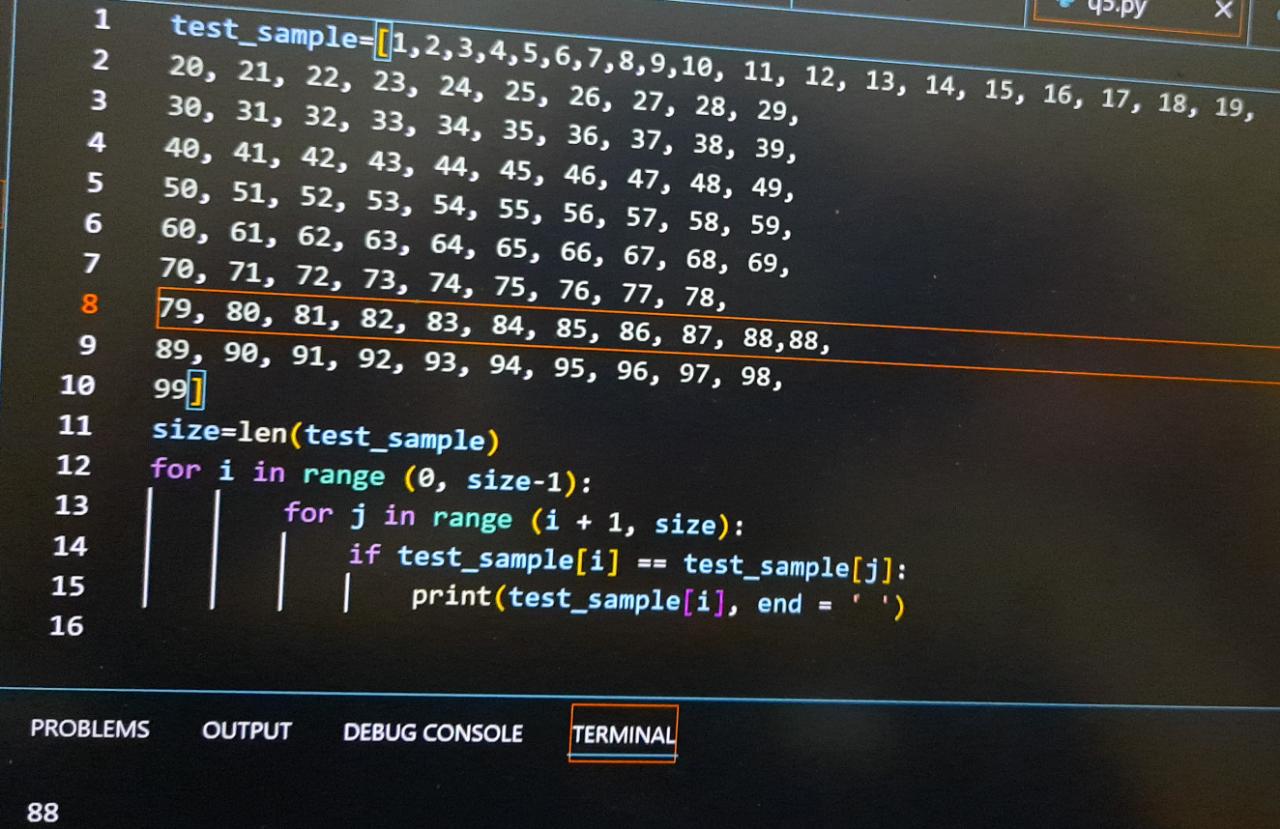 q5.py
1 test_sample=[1,2,3,4,5,6,7,8,9,10, 11, 12, 13, 14, 15, 16, 17, 18, 19,
2 20, 21, 22, 23, 24, 25, 26, 27, 28, 29,
3 30, 31, 32, 33, 34, 35, 36, 37, 38, 39,
4 40, 41, 42, 43, 44, 45, 46, 47, 48, 49,
5 50, 51, 52, 53, 54, 55, 56, 57, 58, 59,
6 60, 61, 62, 63, 64, 65, 66, 67, 68, 69,
7 70, 71, 72, 73, 74, 75, 76, 77, 78,
8 79, 80, 81, 82, 83, 84, 85, 86, 87, 88,88,
9 89, 90, 91, 92, 93, 94, 95, 96, 97, 98,
10 99]
11 size=len(test_sample)
12 for i in range (0, size-1):
13 for j in range (i + 1, size):
14 if test_sample[i] == test_sample[j]:
15 print(test_sample[i], end = ' ')
16
PROBLEMS OUTPUT DEBUG CONSOLE TERMINAL
88